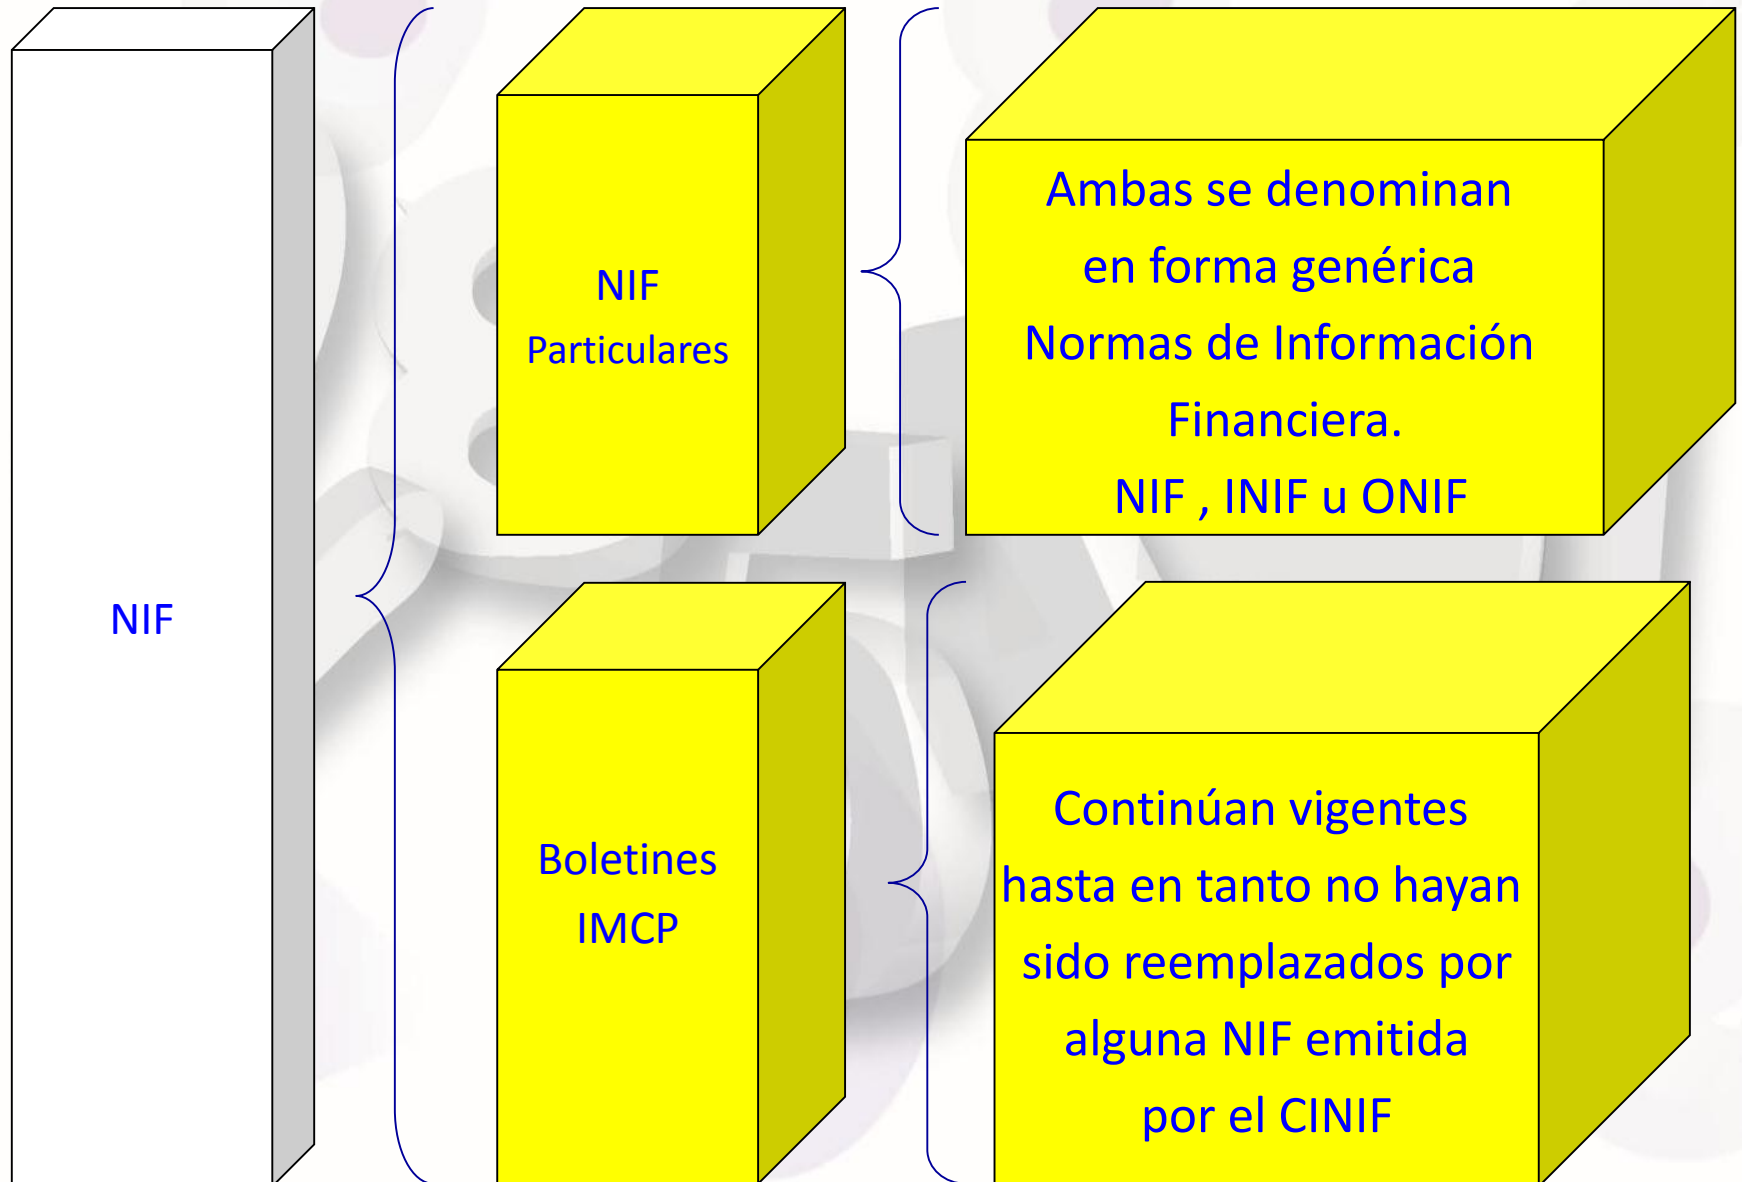 NIF
NIF
Particulares
Ambas se denominan
en forma genérica
Normas de Información
Financiera.
NIF , INIF u ONIF
Boletines
IMCP
Continúan vigentes
hasta en tanto no hayan
sido reemplazados por
alguna NIF emitida
por el CINIF